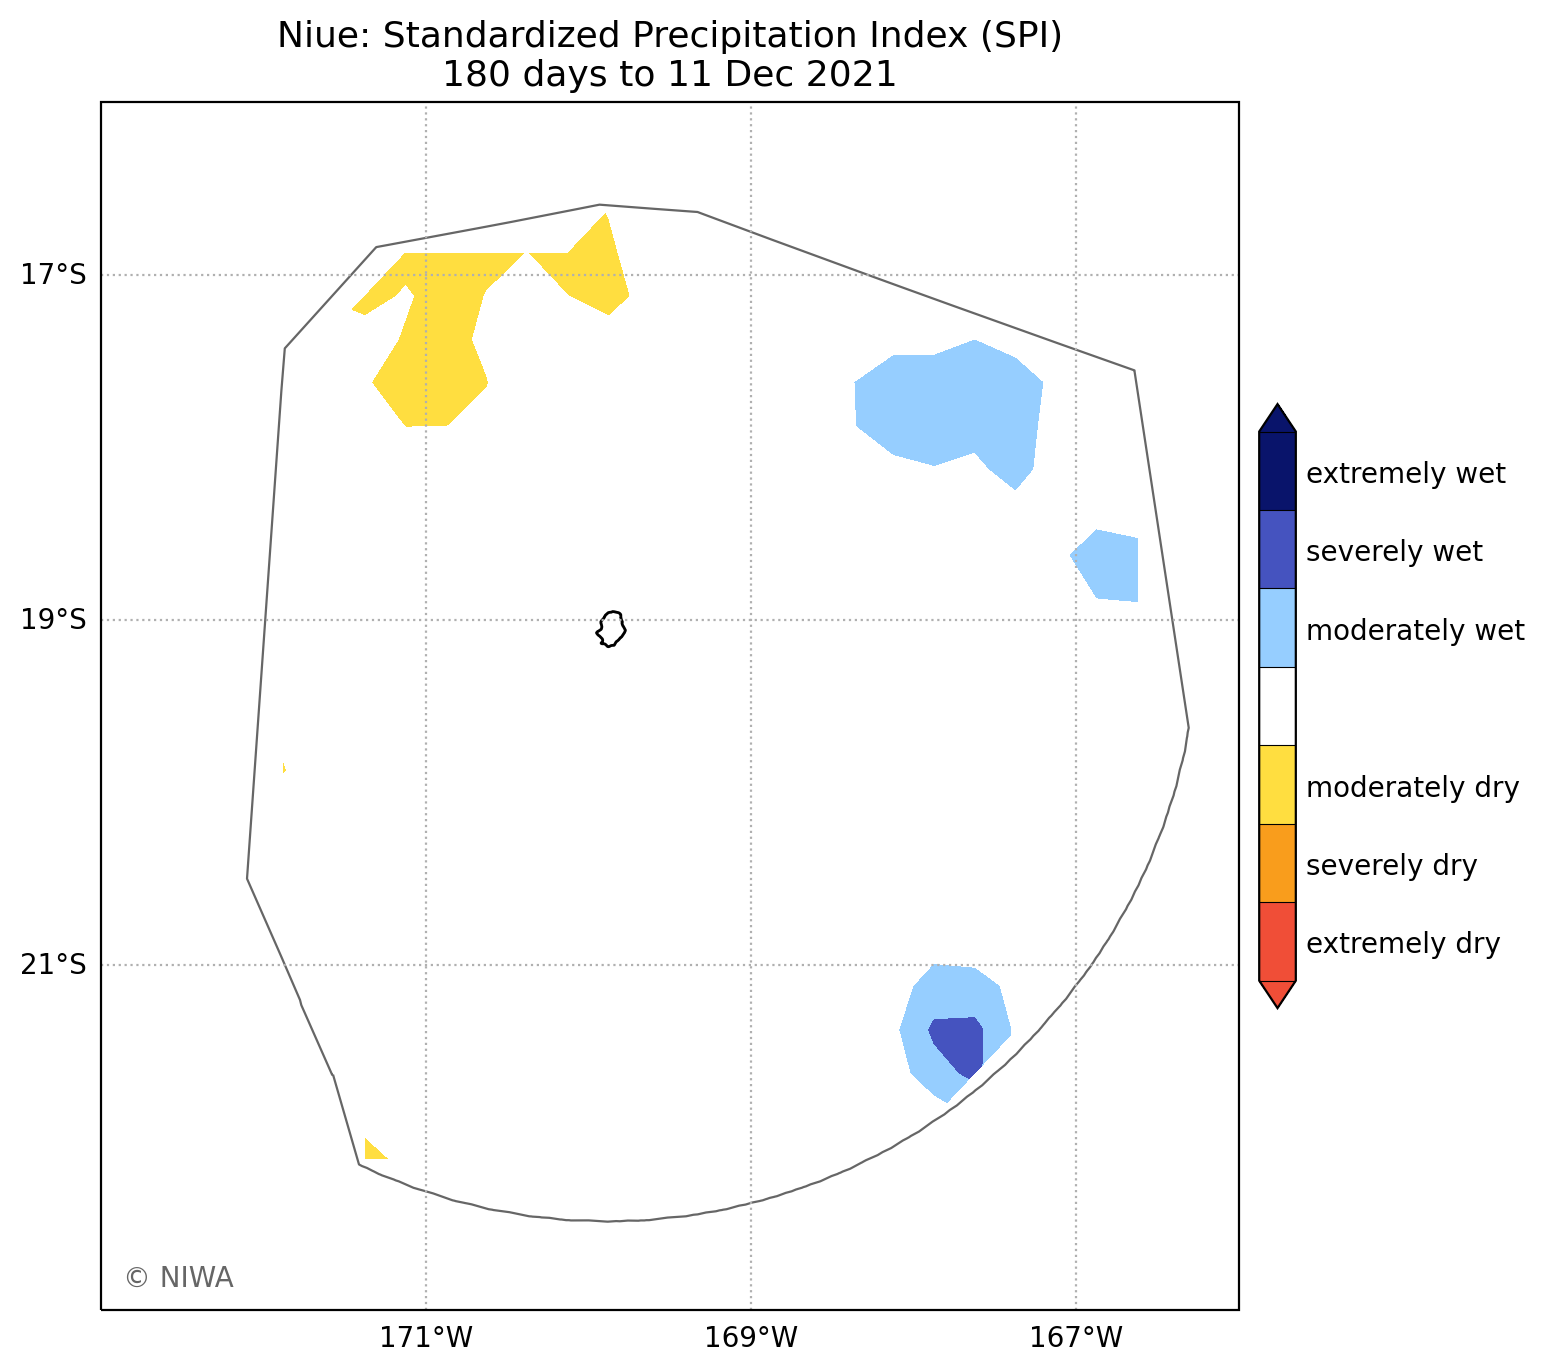 Niue: Standardized Precipitation Index (SPI)
180 days to 11 Dec 2021
17°S
19°S
21°S
171°W
169°W
167°W
extremely wet
severely wet
moderately wet
moderately dry
severely dry
extremely dry
© NIWA